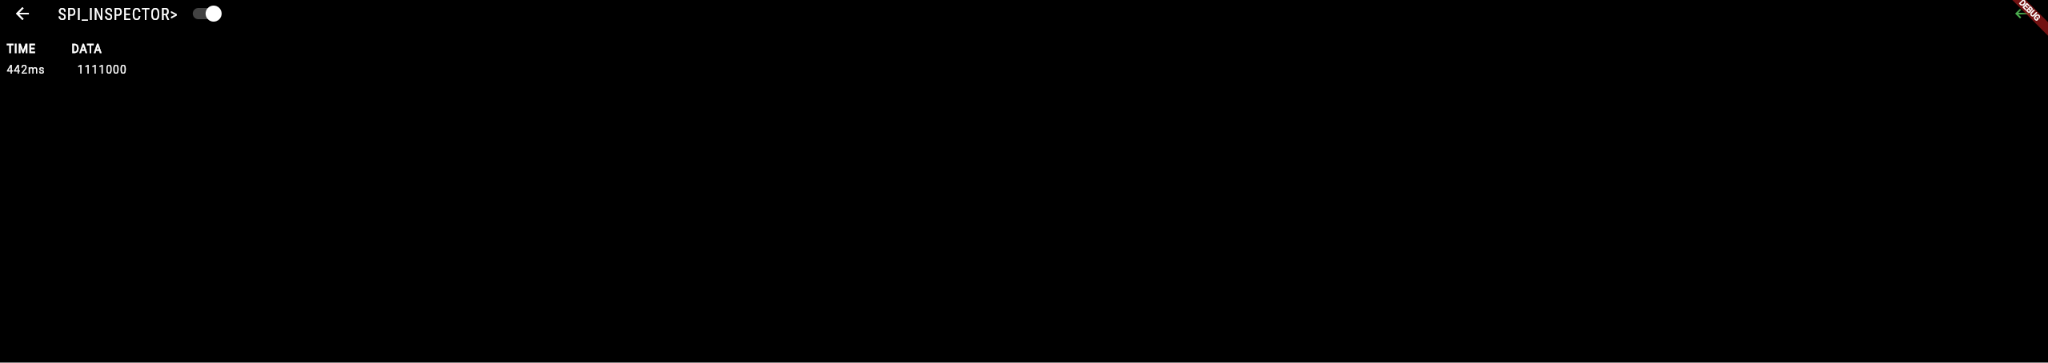 SPI_INSPECTOR>
DEBUG
TIME DATA
442ms 1111000